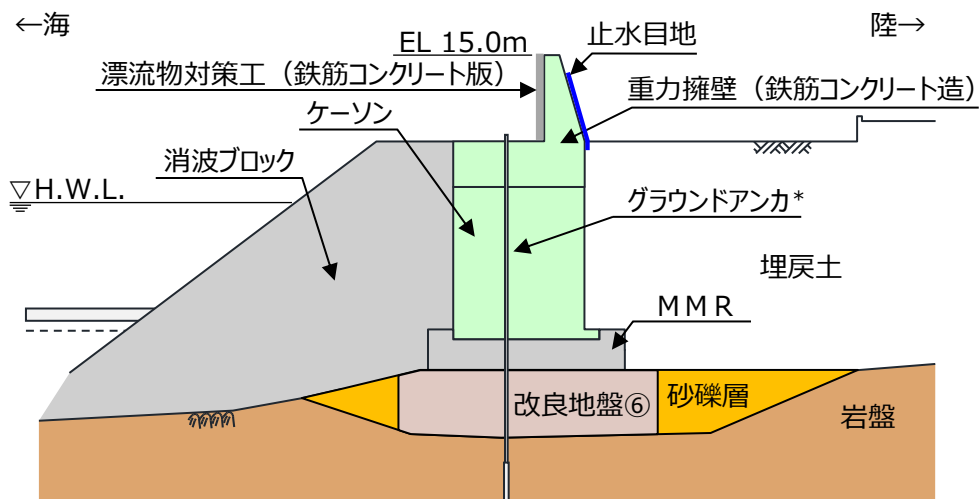 ←海
陸→
止水目地
EL 15.0m
漂流物対策工（鉄筋コンクリート版）
重力擁壁（鉄筋コンクリート造）
ケーソン
消波ブロック
▽H.W.L.
グラウンドアンカ*
埋戻土
ＭＭＲ
改良地盤⑥
砂礫層
岩盤